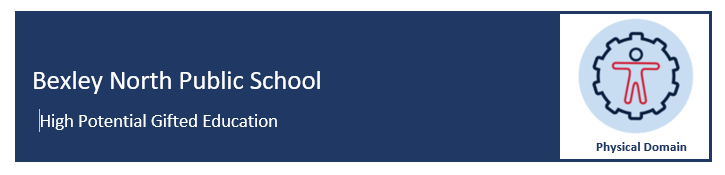 Bexley North Public School
High Potential Gifted Education
Physical Domain